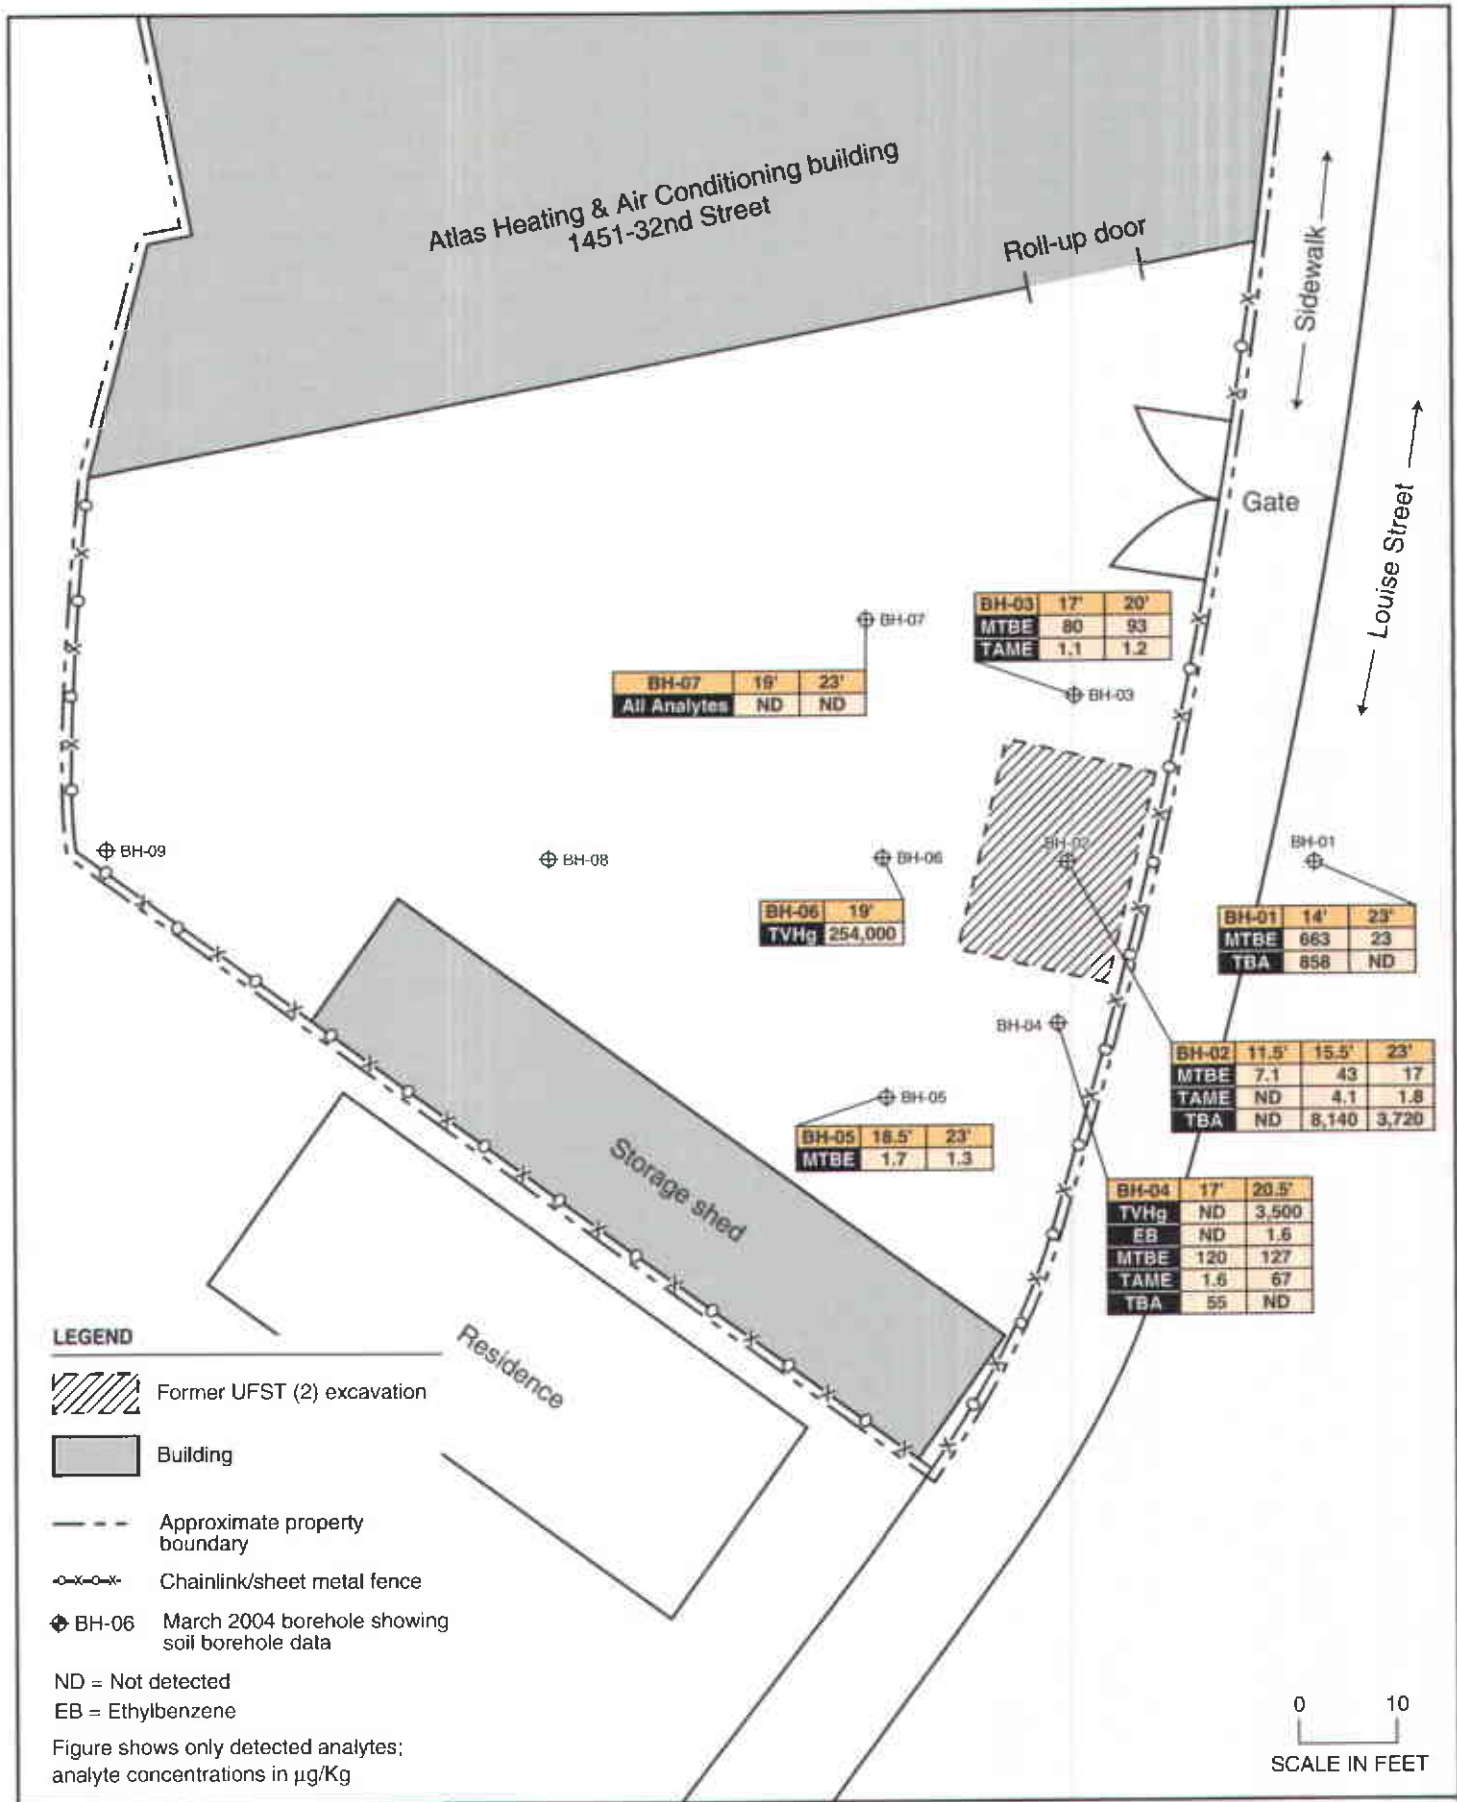 Atlas Heating & Air Conditioning building
1451-32nd Street
Roll-up door
Sidewalk
Gate
Louise Street
BH-07
BH-07 19' 23'
All Analytes ND ND
BH-03 17' 20'
MTBE 80 93
TAME 1.1 1.2
BH-03
BH-09
BH-08
BH-06
BH-06 19'
TVHg 254,000
BH-02
BH-01
BH-01 14' 23'
MTBE 663 23
TBA 858 ND
BH-04
BH-02 11.5' 15.5' 23'
MTBE 7.1 43 17
TAME ND 4.1 1.8
TBA ND 8,140 3,720
BH-05
BH-05 18.5' 23'
MTBE 1.7 1.3
BH-04 17' 20.5'
TVHg ND 3,500
EB ND 1.6
MTBE 120 127
TAME 1.6 67
TBA 55 ND
Storage shed
Residence
LEGEND
Former UFST (2) excavation
Building
Approximate property
boundary
Chainlink/sheet metal fence
BH-06 March 2004 borehole showing
soil borehole data
ND = Not detected
EB = Ethylbenzene
Figure shows only detected analytes;
analyte concentrations in µg/Kg
0 10
SCALE IN FEET